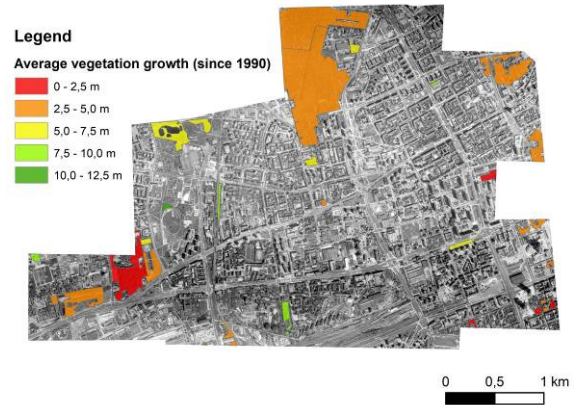 Legend
Average vegetation growth (since 1990)
0 - 2,5 m
2,5 - 5,0 m
5,0 - 7,5 m
7,5 - 10,0 m
10,0 - 12,5 m
0 0,5 1 km